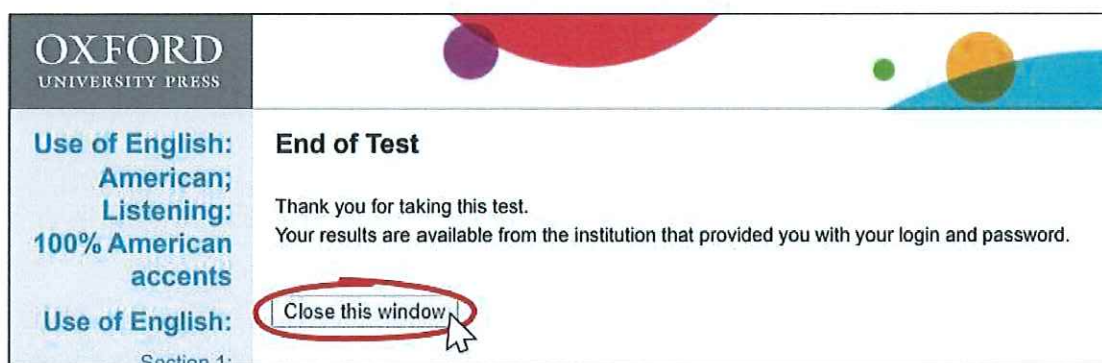 OXFORD
UNIVERSITY PRESS
Use of English:
American;
Listening:
100% American
accents
Use of English:
Section 1:
End of Test
Thank you for taking this test.
Your results are available from the institution that provided you with your login and password.
Close this window